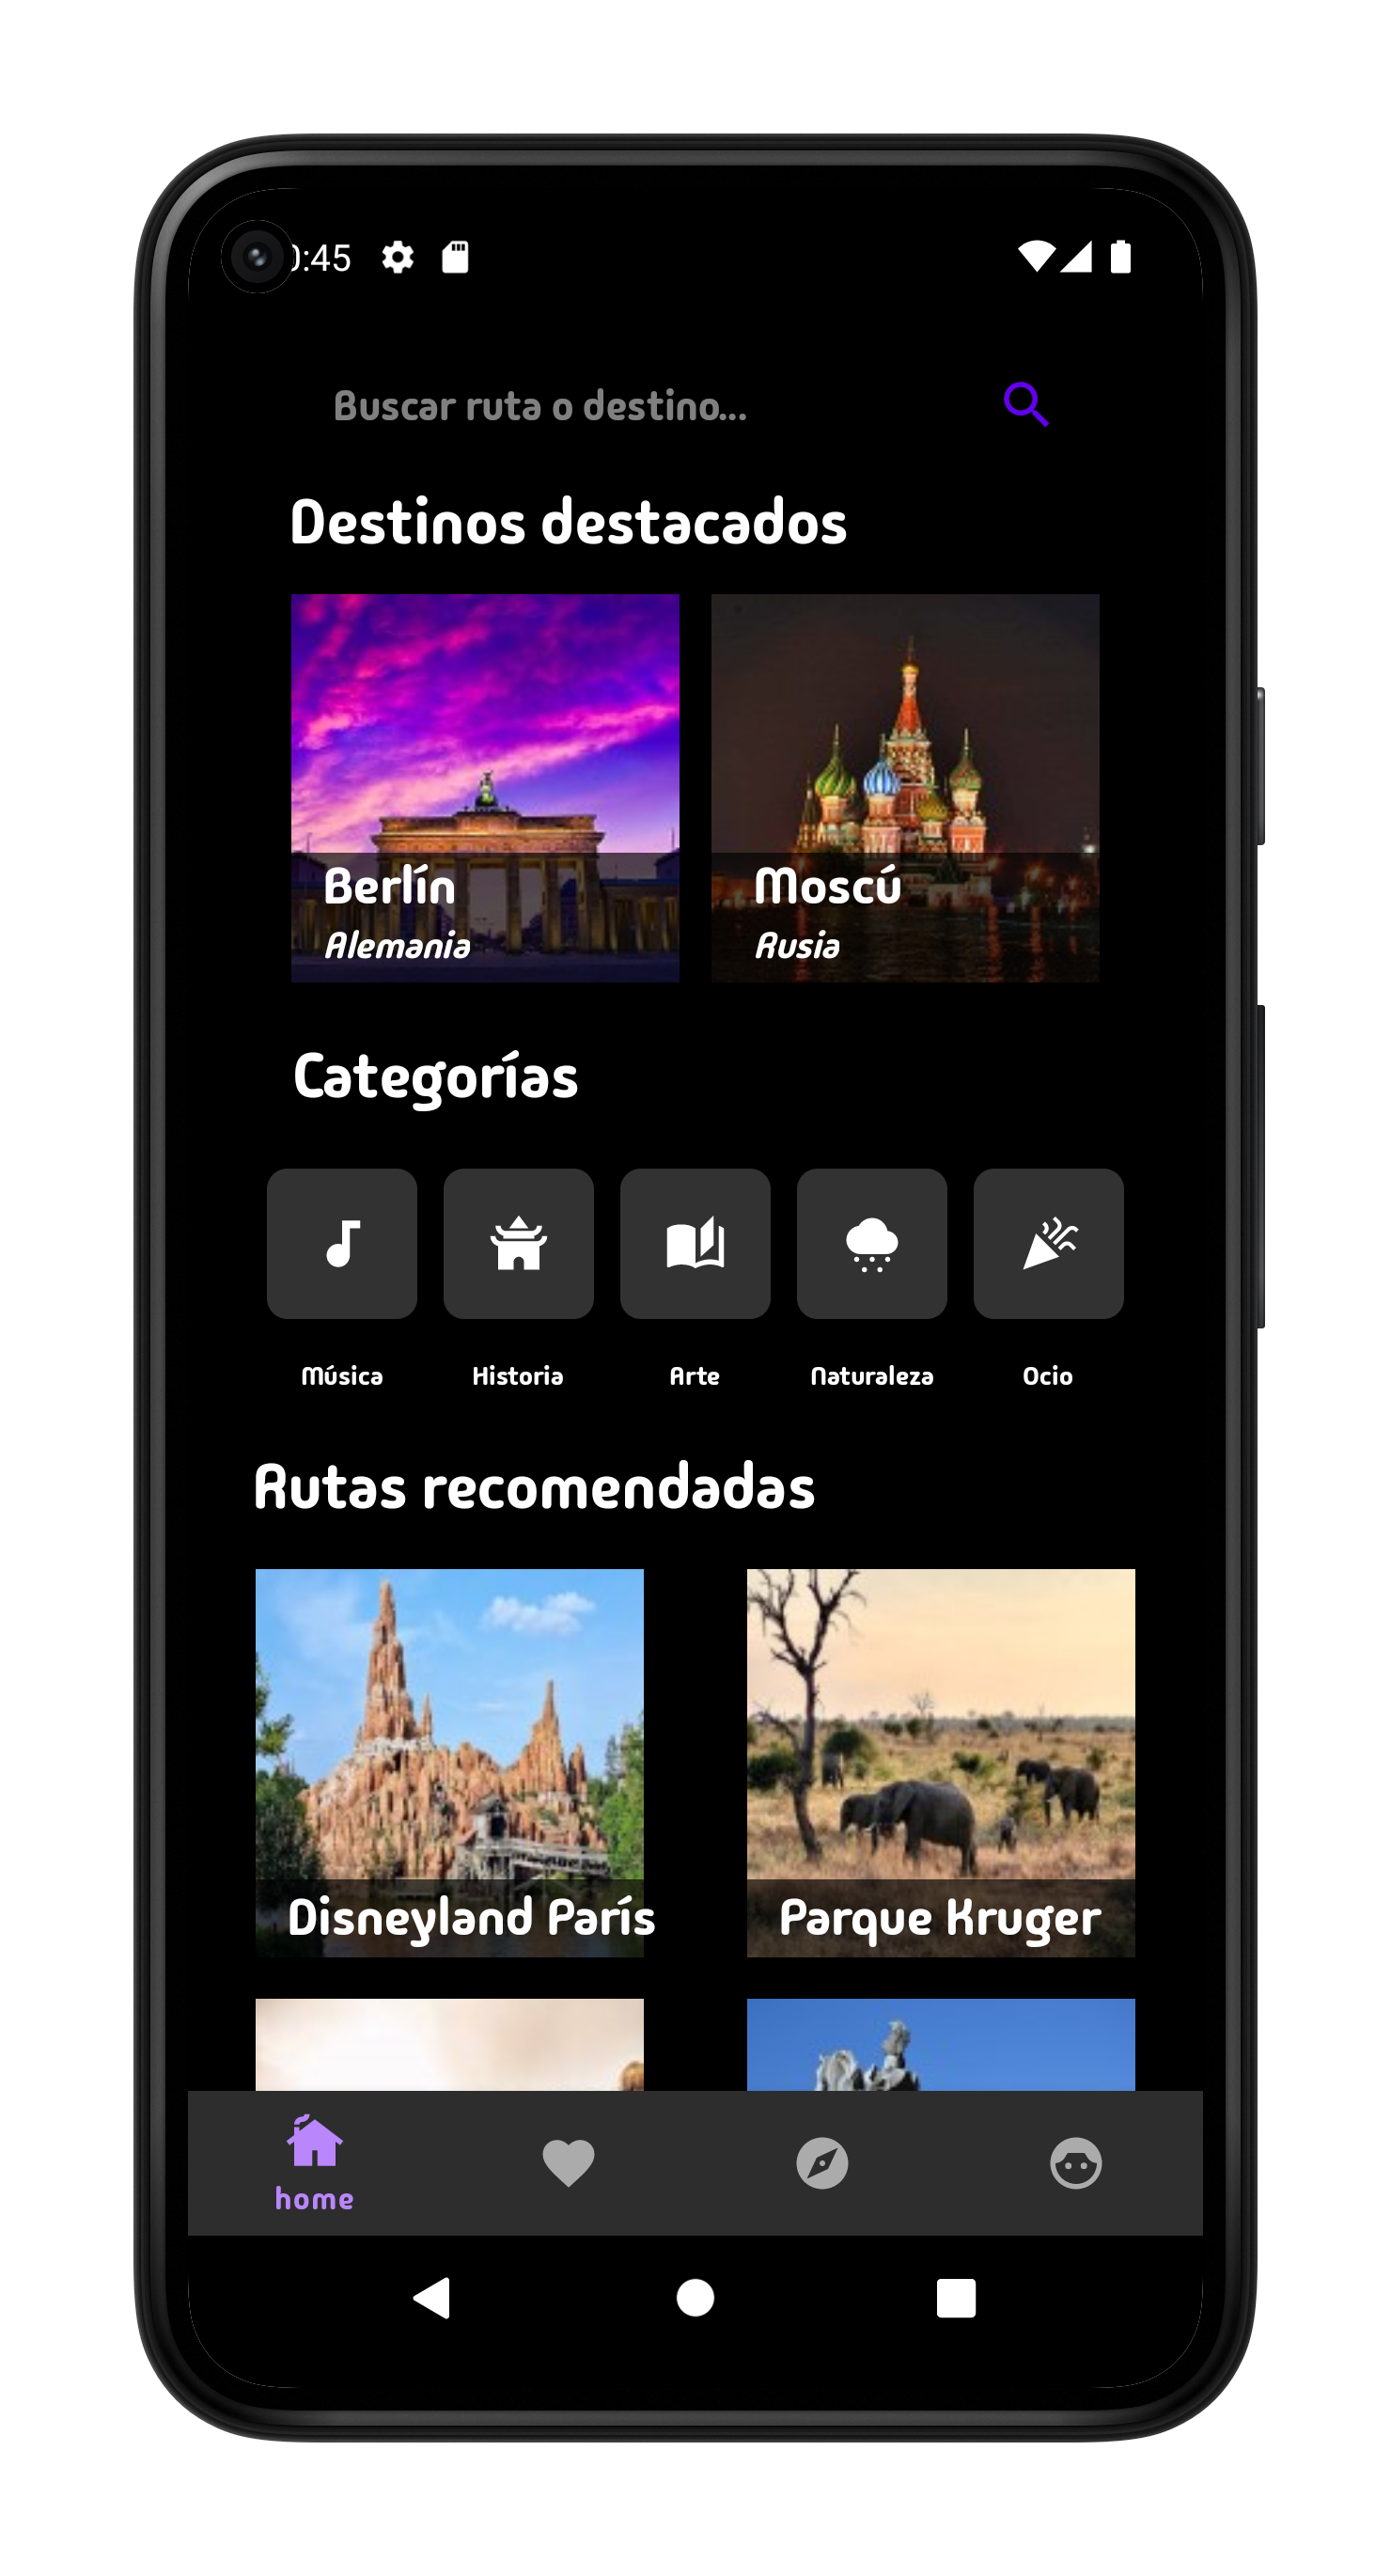 :45
Buscar ruta o destino...
Destinos destacados
Berlín
Moscú
Alemania
Rusia
Categorías
Música
Historia
Arte
Naturaleza
Ocio
Rutas recomendadas
Disneyland París
Parque Kruger
home